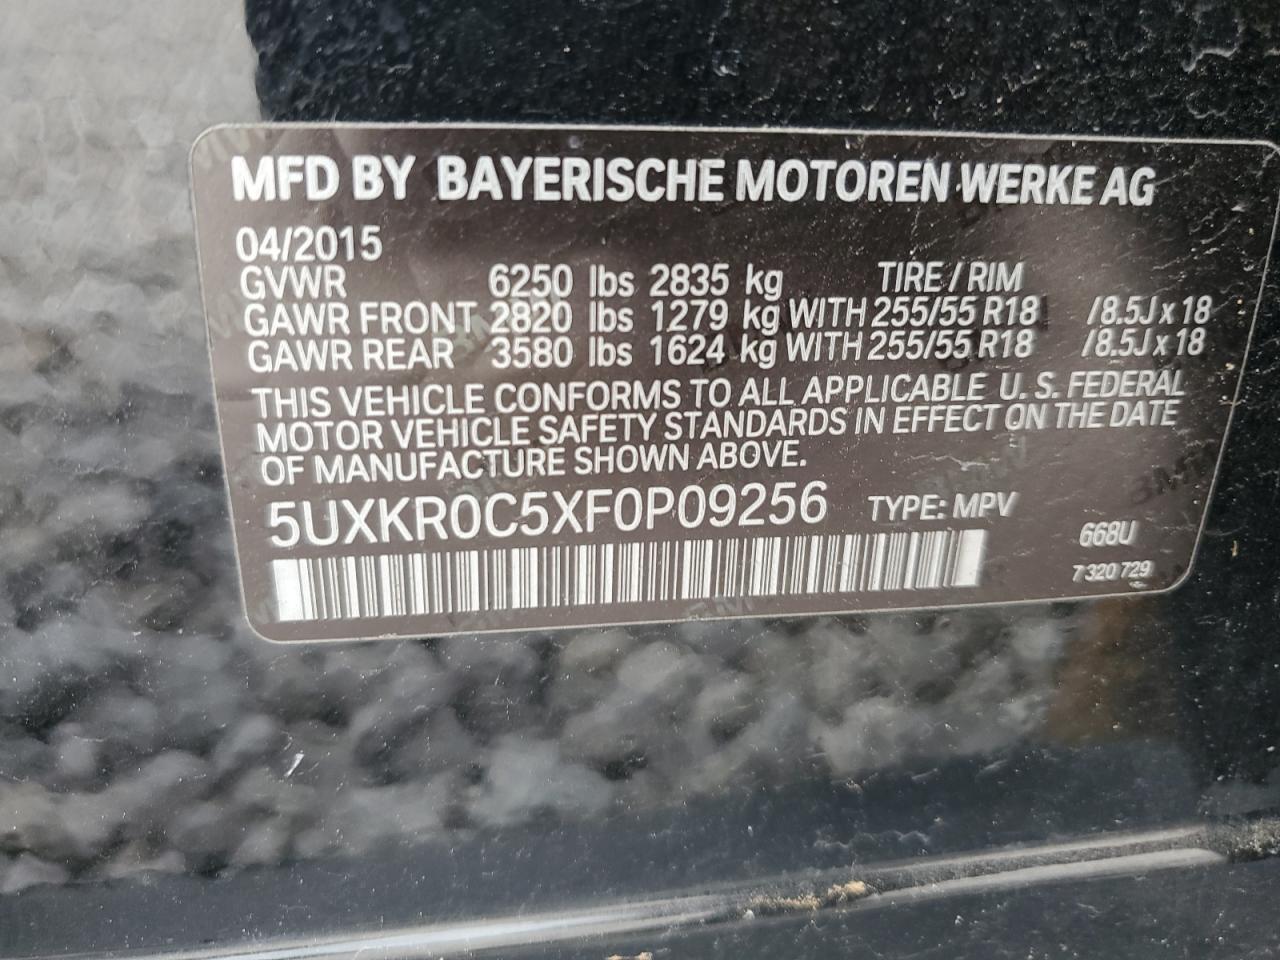 MFD BY BAYERISCHE MOTOREN WERKE AG
04/2015
GVWR 6250 lbs 2835 kg TIRE / RIM
GAWR FRONT 2820 lbs 1279 kg WITH 255/55 R18 /8.5J x 18
GAWR REAR 3580 lbs 1624 kg WITH 255/55 R18 /8.5J x 18
THIS VEHICLE CONFORMS TO ALL APPLICABLE U. S. FEDERAL
MOTOR VEHICLE SAFETY STANDARDS IN EFFECT ON THE DATE
OF MANUFACTURE SHOWN ABOVE.
5UXKR0C5XF0P09256 TYPE: MPV
668U
7 320 729